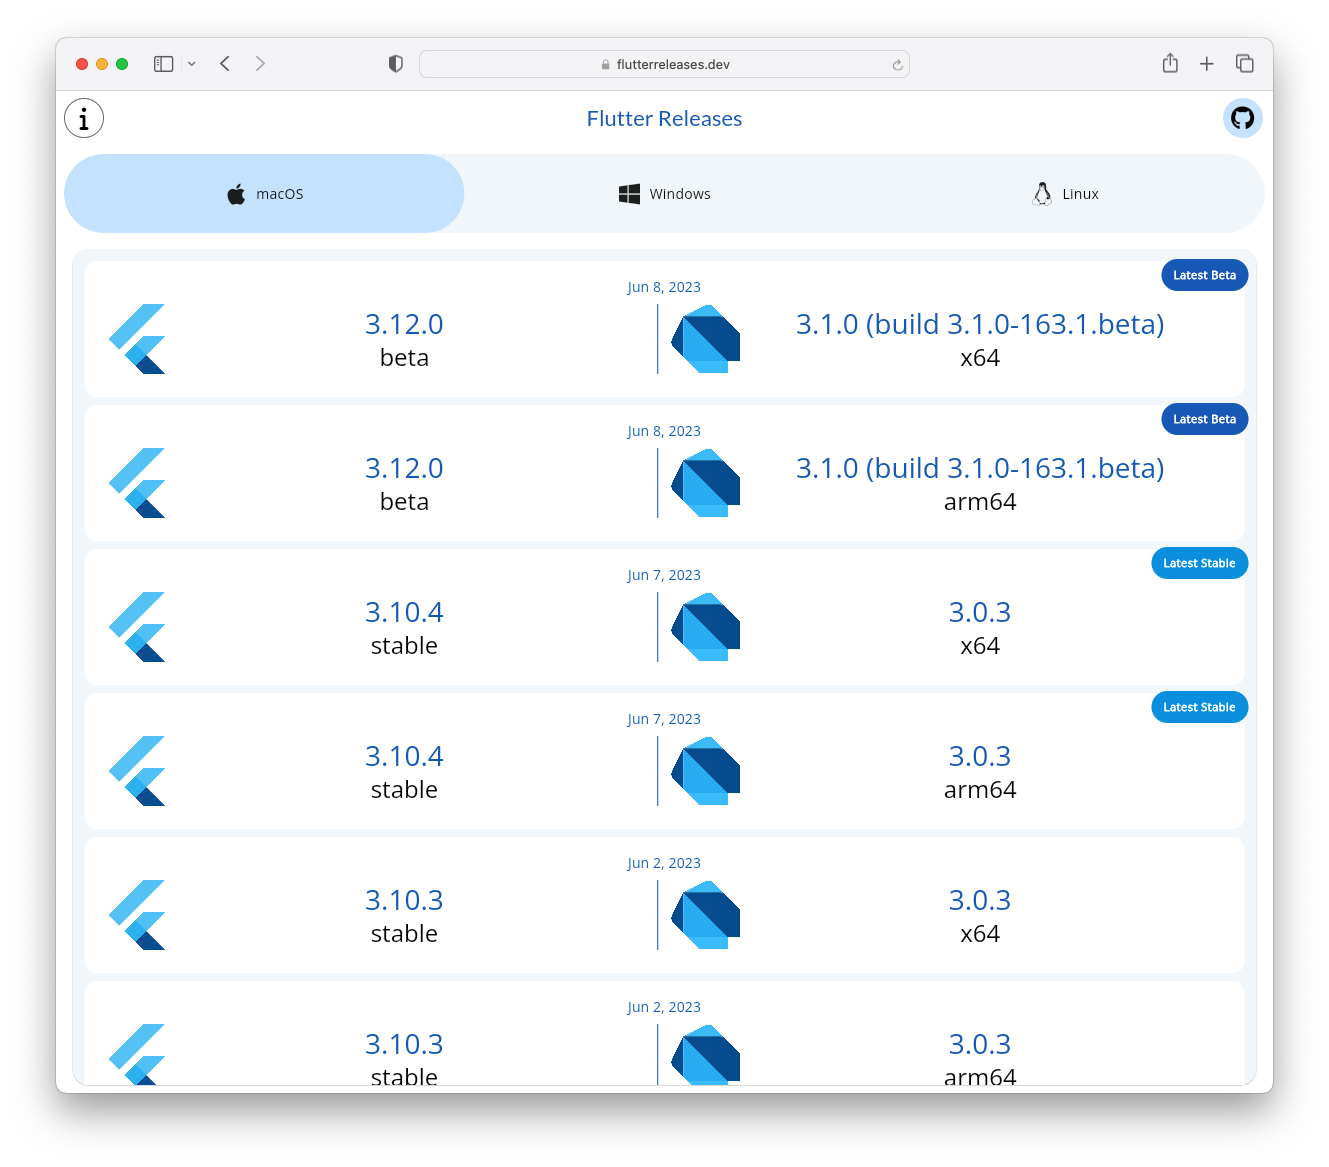 flutterreleases.dev
Flutter Releases
macOS
Windows
Linux
Latest Beta
Jun 8, 2023
3.12.0
beta
3.1.0 (build 3.1.0-163.1.beta)
x64
Latest Beta
Jun 8, 2023
3.12.0
beta
3.1.0 (build 3.1.0-163.1.beta)
arm64
Latest Stable
Jun 7, 2023
3.10.4
stable
3.0.3
x64
Latest Stable
Jun 7, 2023
3.10.4
stable
3.0.3
arm64
Jun 2, 2023
3.10.3
stable
3.0.3
x64
Jun 2, 2023
3.10.3
stable
3.0.3
arm64